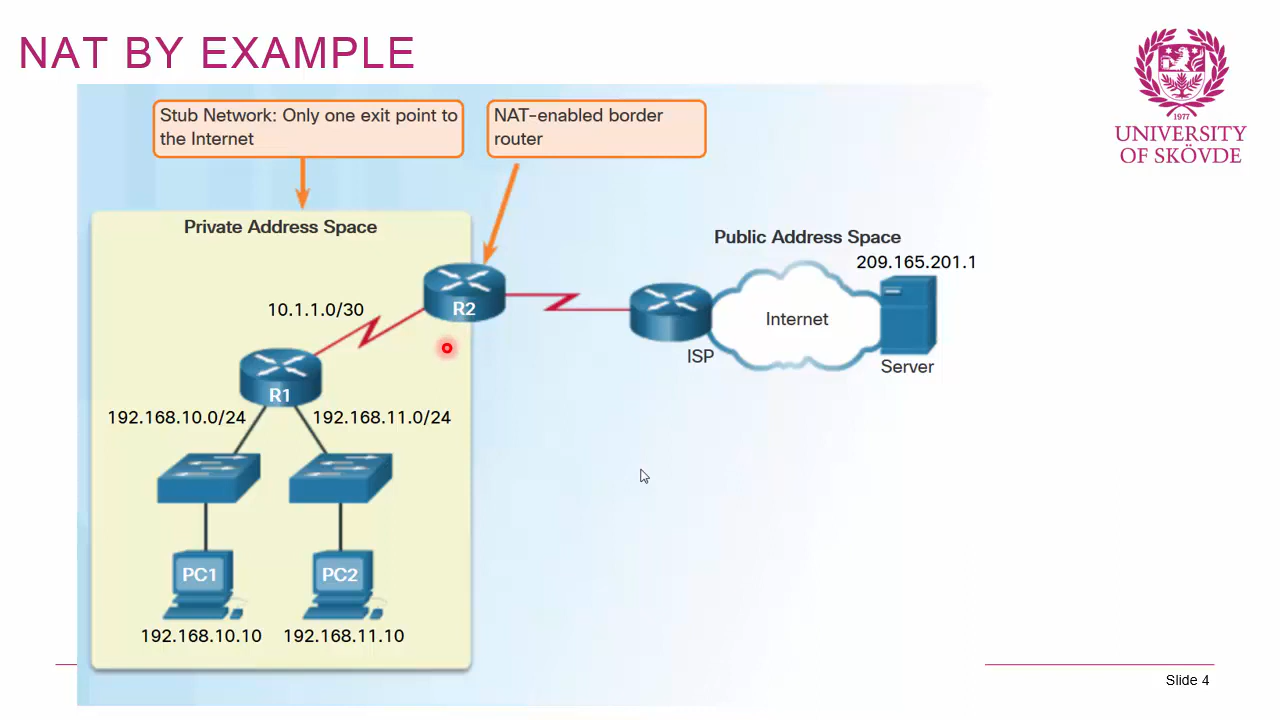 NAT BY EXAMPLE
1977
UNIVERSITY
OF SKÖVDE
Stub Network: Only one exit point to
the Internet
NAT-enabled border
router
Private Address Space
Public Address Space
209.165.201.1
10.1.1.0/30
R2
Internet
ISP
Server
R1
192.168.10.0/24
192.168.11.0/24
PC1
PC2
192.168.10.10
192.168.11.10
Slide 4